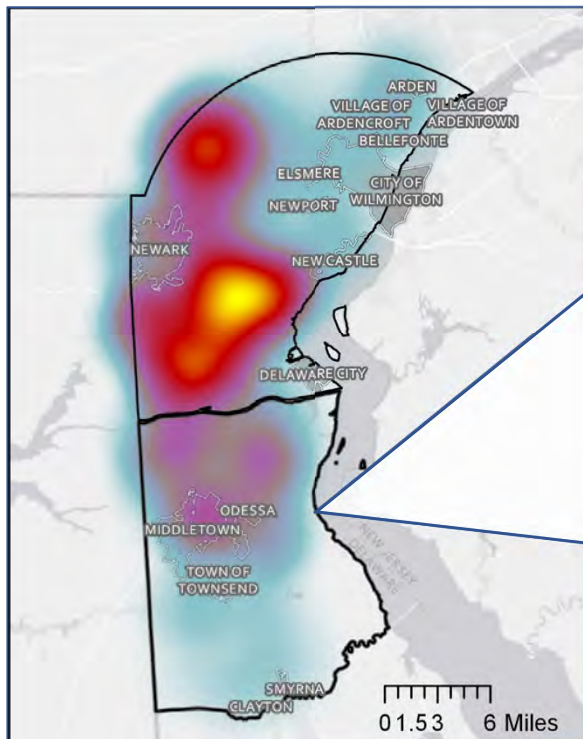 ARDEN
VILLAGE OF
ARDENCROFT
VILLAGE OF
ARDENTOWN
BELLEFONTE
ELSMERE
CITY OF
WILMINGTON
NEWPORT
NEWARK
NEW CASTLE
DELAWARE CITY
ODESSA
MIDDLETOWN
TOWN OF
TOWNSEND
NEW JERSEY
DELAWARE
SMYRNA
CLAYTON
0 1.5 3 6 Miles